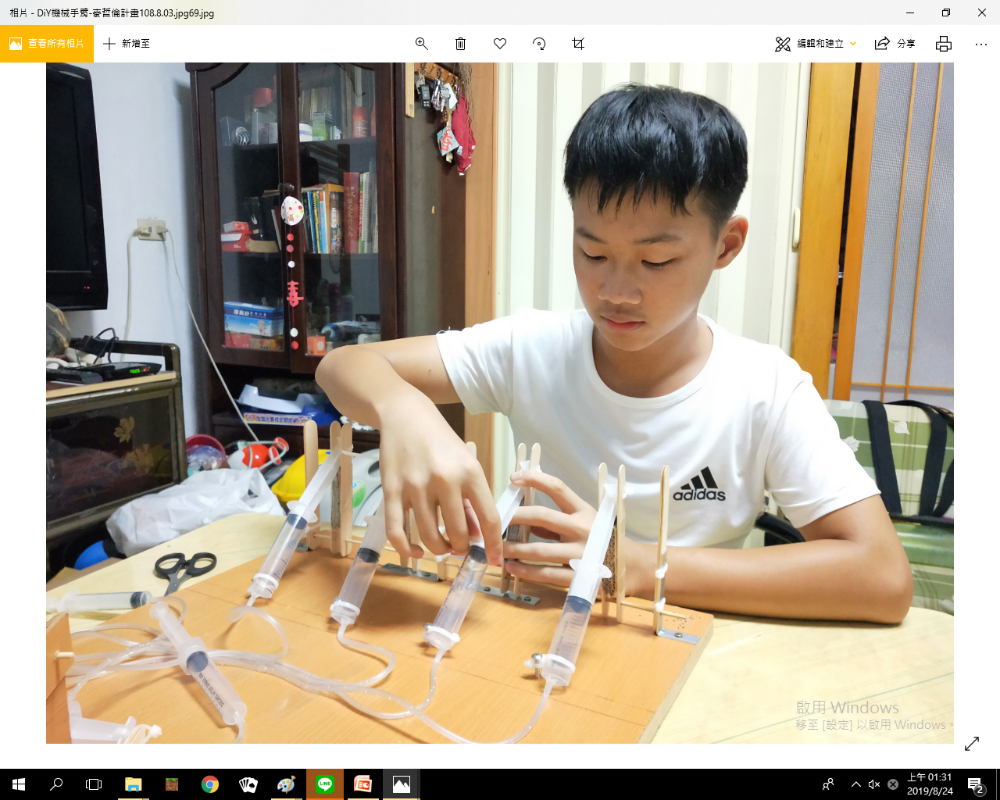 相片 - DiY機械手臂-麥哲倫計畫108.8.03.jpg69.jpg
查看所有相片
新增至
編輯和建立
分享
adidas
啟用 Windows
移至 [設定] 以啟用 Windows。
上午 01:31
2019/8/24
2